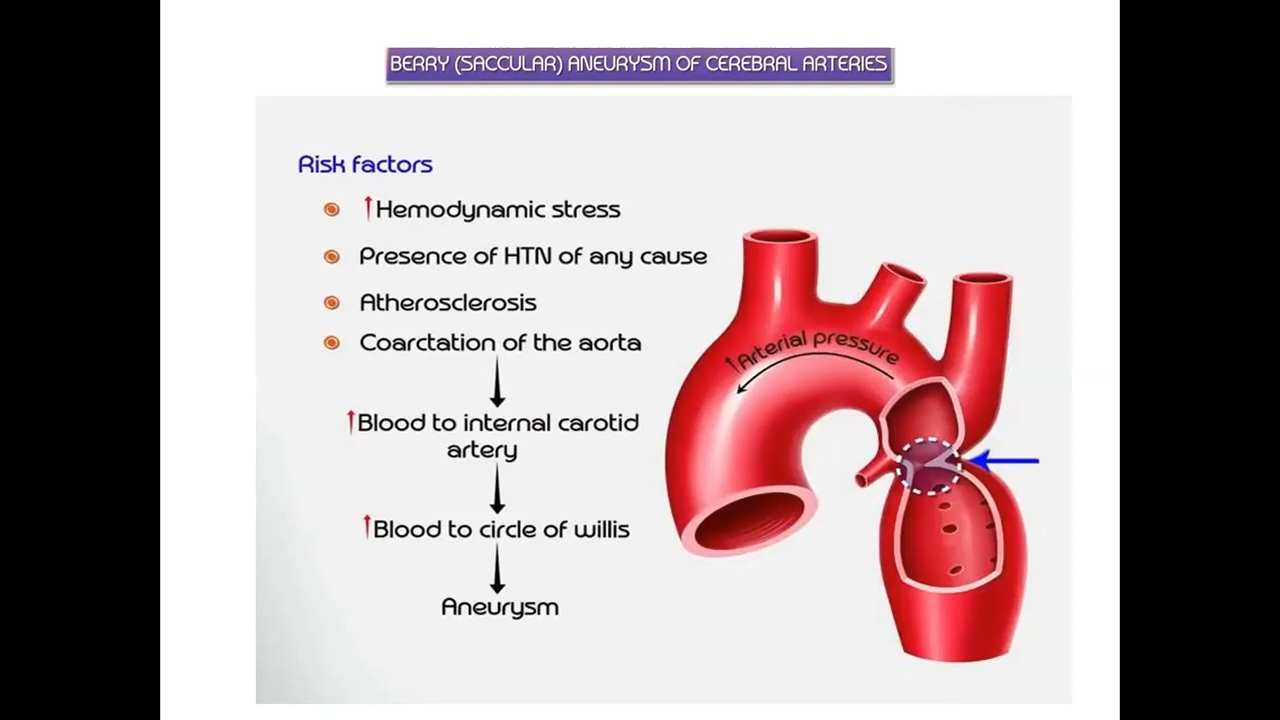 BERRY (SACCULAR) ANEURYSM OF CEREBRAL ARTERIES
Risk factors
↑Hemodynamic stress
Presence of HTN of any cause
Atherosclerosis
Coarctation of the aorta
↑Blood to internal carotid
artery
↑Blood to circle of willis
Aneurysm
↑Arterial pressure